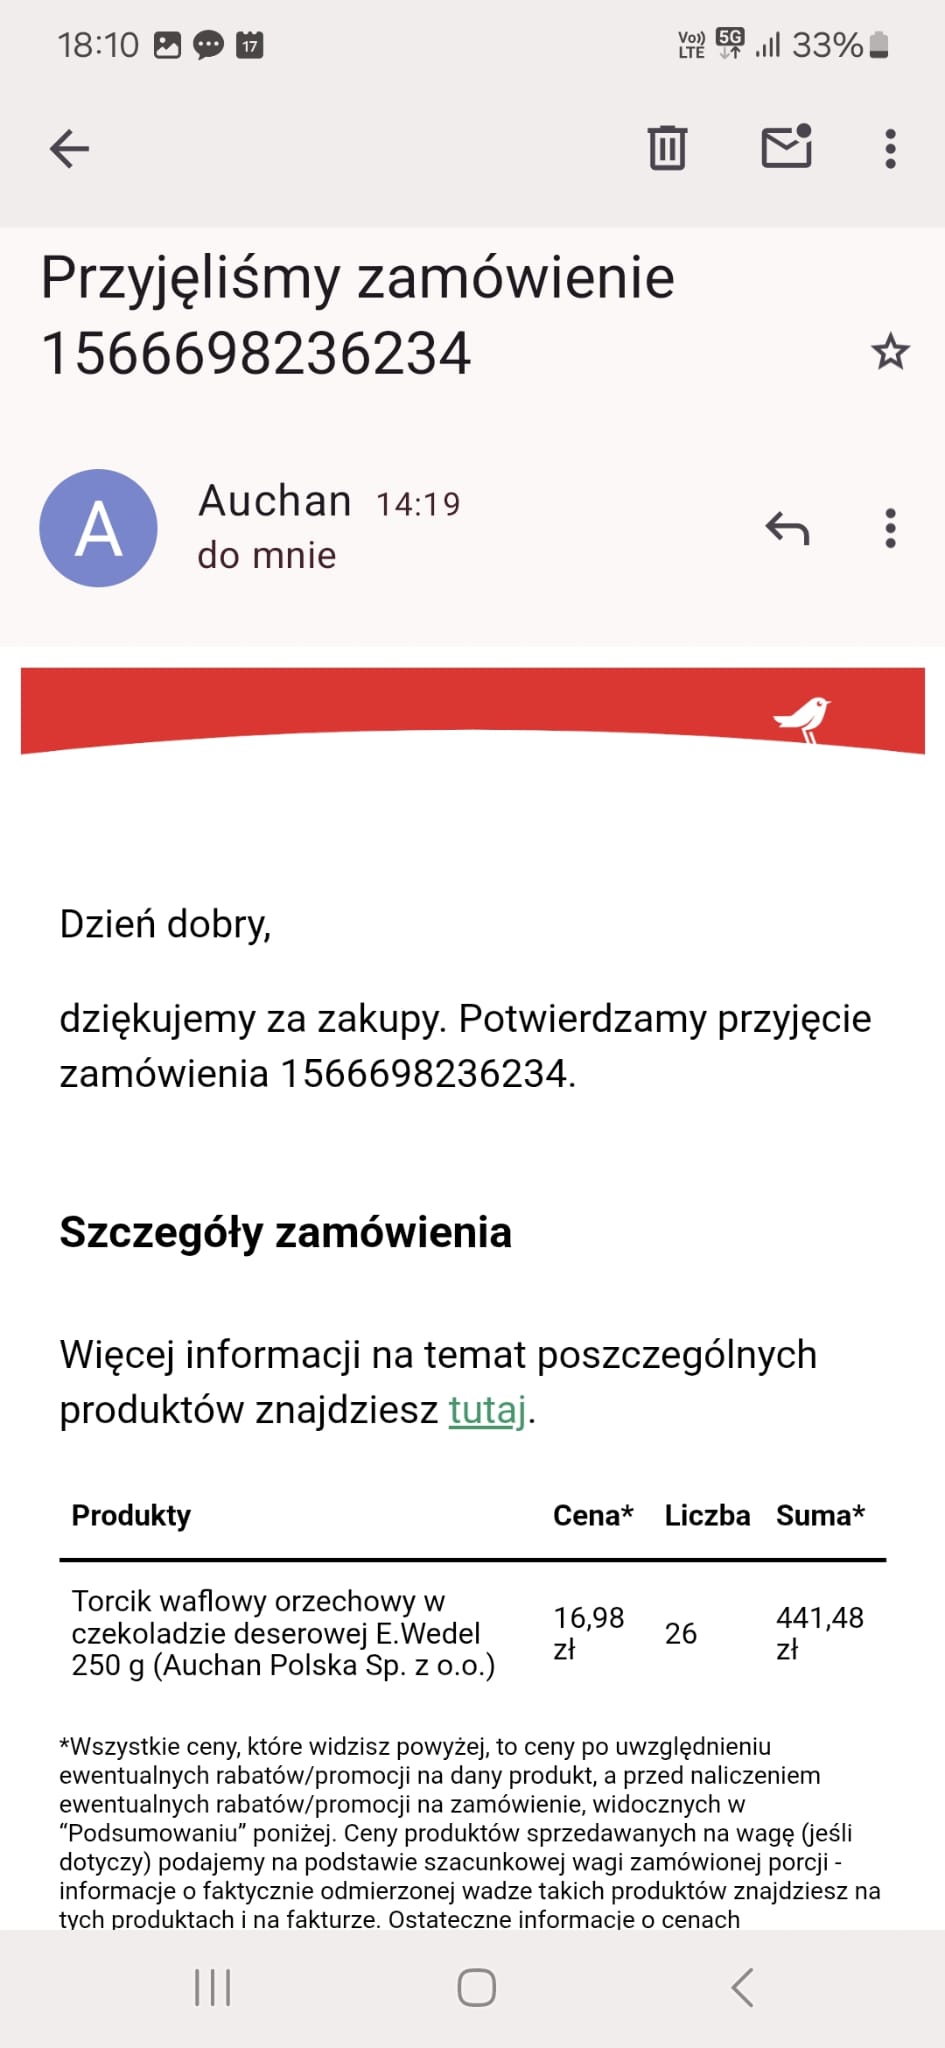 18:10
17
Vo)) LTE 5G 33%
Przyjęliśmy zamówienie
1566698236234
A
Auchan 14:19
do mnie
Dzień dobry,
dziękujemy za zakupy. Potwierdzamy przyjęcie
zamówienia 1566698236234.
Szczegóły zamówienia
Więcej informacji na temat poszczególnych
produktów znajdziesz tutaj.
Produkty Cena* Liczba Suma*
Torcik waflowy orzechowy w
czekoladzie deserowej E.Wedel
250 g (Auchan Polska Sp. z o.o.)
16,98
zł
26
441,48
zł
*Wszystkie ceny, które widzisz powyżej, to ceny po uwzględnieniu
ewentualnych rabatów/promocji na dany produkt, a przed naliczeniem
ewentualnych rabatów/promocji na zamówienie, widocznych w
“Podsumowaniu” poniżej. Ceny produktów sprzedawanych na wagę (jeśli
dotyczy) podajemy na podstawie szacunkowej wagi zamówionej porcji -
informacje o faktycznie odmierzonej wadze takich produktów znajdziesz na
tych produktach i na fakturze. Ostateczne informacje o cenach